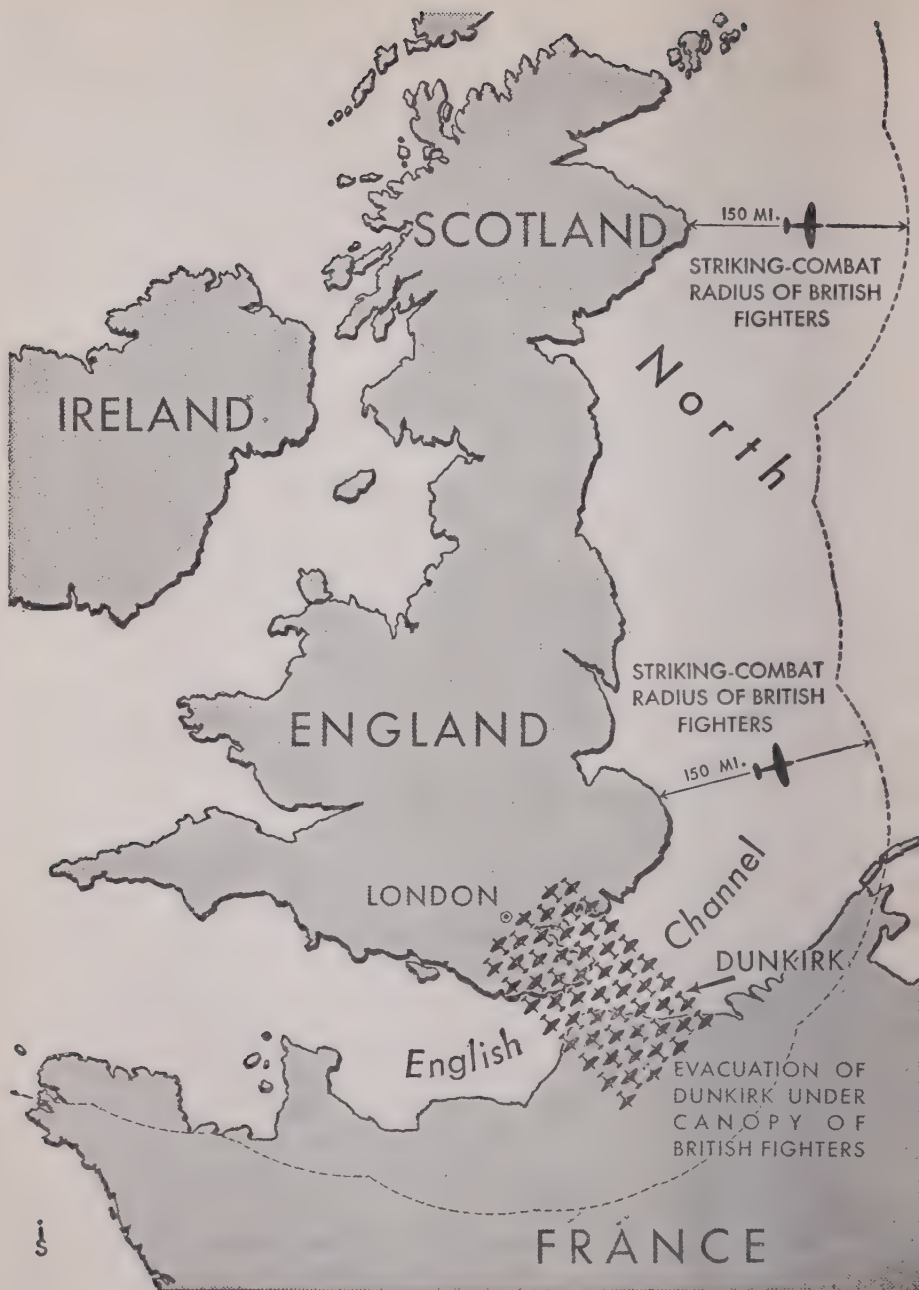 SCOTLAND
150 MI.
STRIKING-COMBAT
RADIUS OF BRITISH
FIGHTERS
North
IRELAND
STRIKING-COMBAT
RADIUS OF BRITISH
FIGHTERS
ENGLAND
150 MI.
LONDON
Channel
DUNKIRK
English
EVACUATION OF
DUNKIRK UNDER
CANOPY OF
BRITISH FIGHTERS
FRANCE